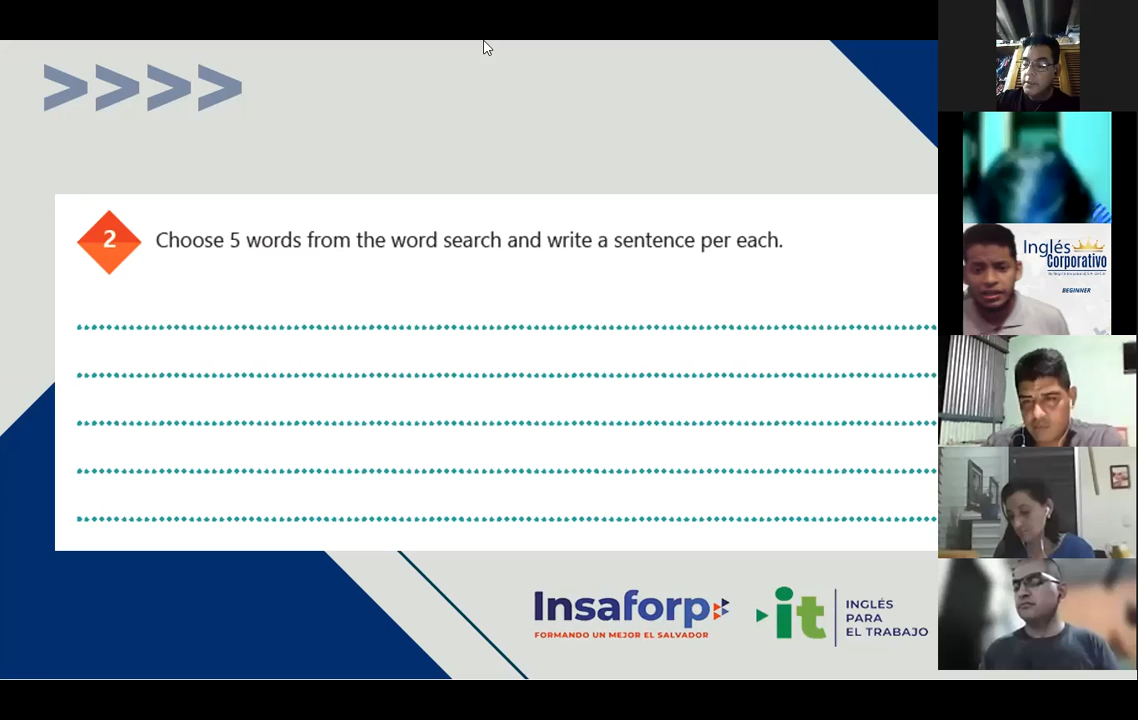 >>>>
2
Choose 5 words from the word search and write a sentence per each.
Insaforp
FORMANDO UN MEJOR EL SALVADOR
it
INGLÉS
PARA
EL TRABAJO
Inglés
Corporativo
BEGINNER